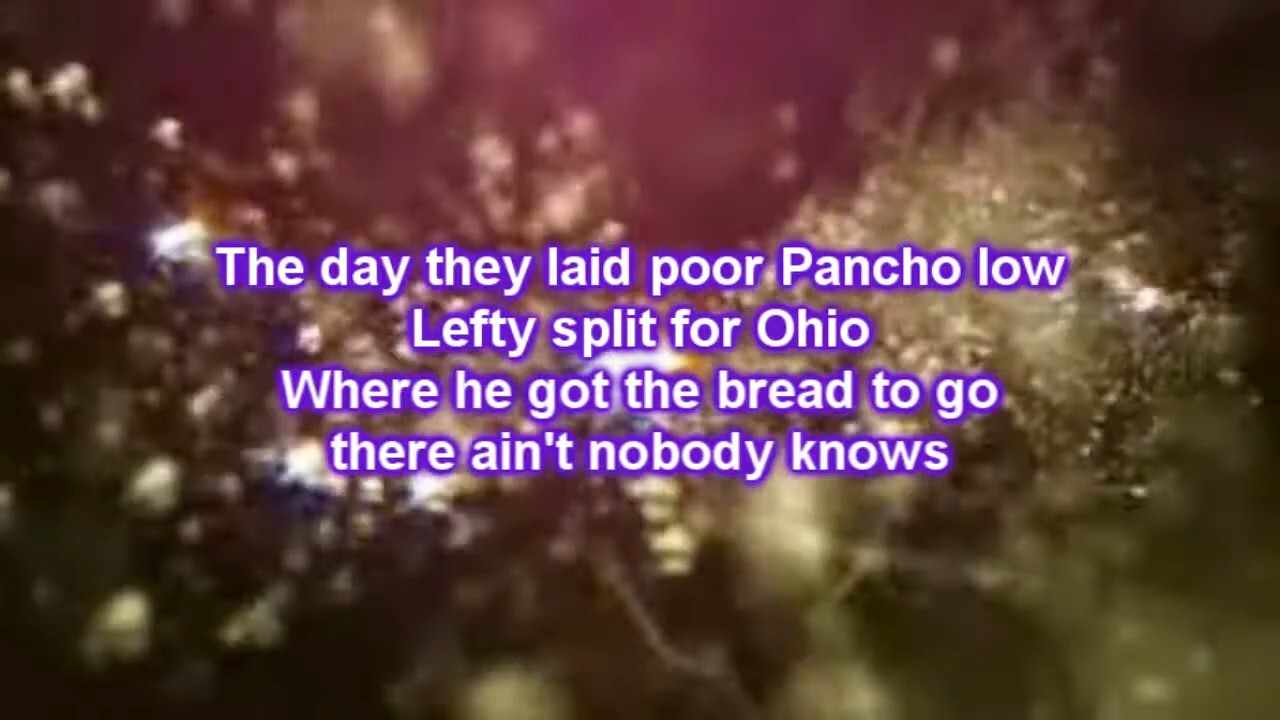 The day they laid poor Pancho low
Lefty split for Ohio
Where he got the bread to go
there ain't nobody knows